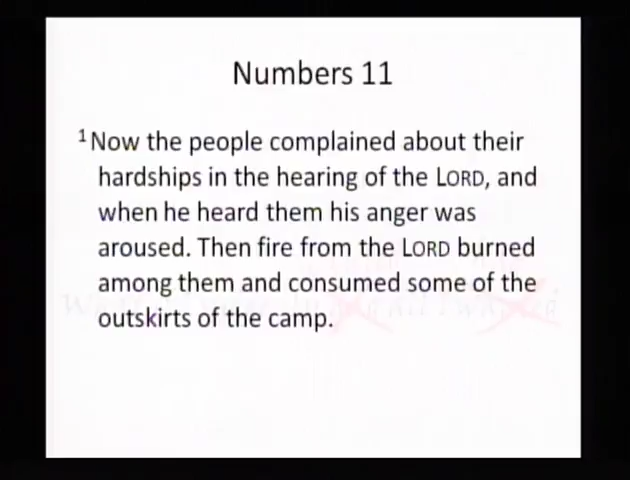 Numbers 11
1 Now the people complained about their
hardships in the hearing of the LORD, and
when he heard them his anger was
aroused. Then fire from the LORD burned
among them and consumed some of the
outskirts of the camp.